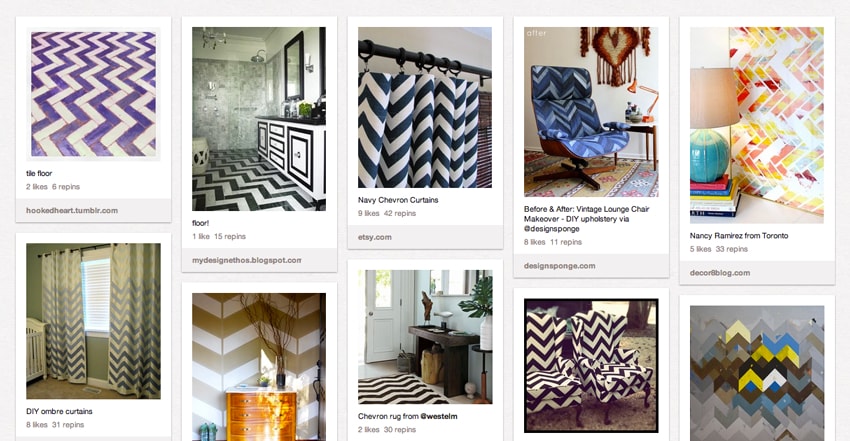 tile floor
2 likes 6 repins
hookedheart.tumblr.com
DIY ombre curtains
8 likes 31 repins
floor!
1 like 15 repins
mydesignethos.blogspot.com
Navy Chevron Curtains
9 likes 42 repins
etsy.com
Chevron rug from @westelm
2 likes 30 repins
after
Before & After: Vintage Lounge Chair
Makeover - DIY upholstery via
@designsponge
8 likes 11 repins
designsponge.com
Nancy Ramirez from Toronto
5 likes 33 repins
decor8blog.com